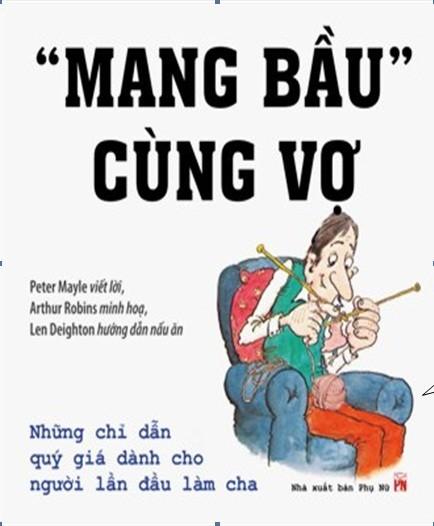 “MANG BẦU”
CÙNG VỢ
Peter Mayle viết lời,
Arthur Robins minh hoạ,
Len Deighton hướng dẫn nấu ăn
Những chỉ dẫn
quý giá dành cho
người lần đầu làm cha
Nhà xuất bản Phụ Nữ
PN